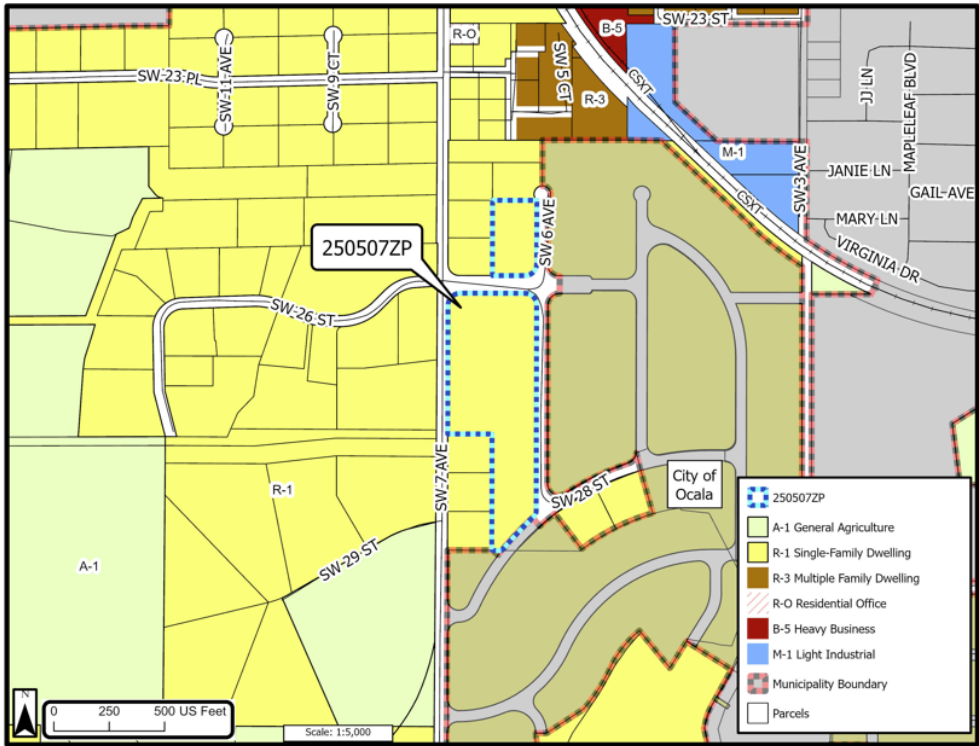 SW 23 ST
B-5
R-O
SW 11 AVE
SW 9 CT
SW 5 CT
CSXT
JJ LN
MAPLELEAF BLVD
SW 23 PL
R-3
M-1
SW 3 AVE
JANIE LN
CSXT
GAIL AVE
MARY LN
SW 6 AVE
VIRGINIA DR
250507ZP
SW 26 ST
SW 7 AVE
City of
Ocala
SW 28 ST
R-1
SW 29 ST
A-1
250507ZP
A-1 General Agriculture
R-1 Single-Family Dwelling
R-3 Multiple Family Dwelling
R-O Residential Office
B-5 Heavy Business
M-1 Light Industrial
Municipality Boundary
Parcels
N
0 250 500 US Feet
Scale: 1:5,000